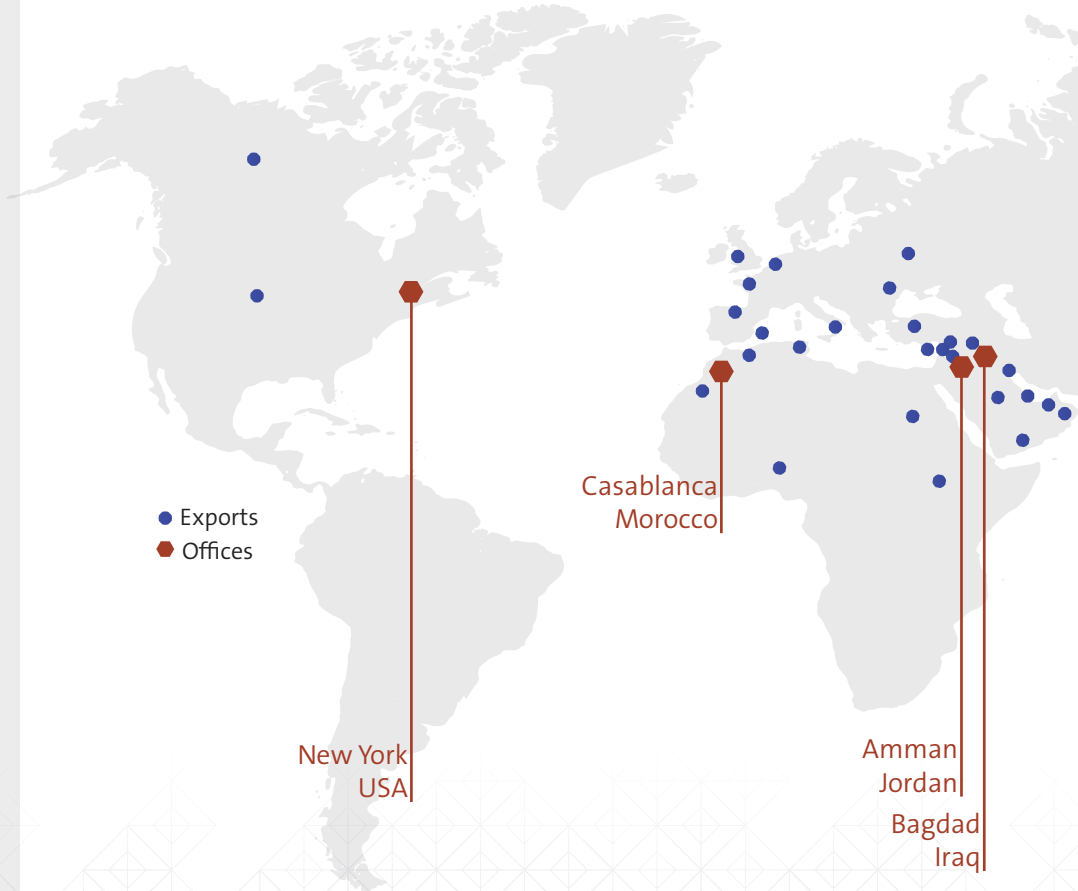 Casablanca
Morocco
Exports
Offices
New York
USA
Amman
Jordan
Bagdad
Iraq